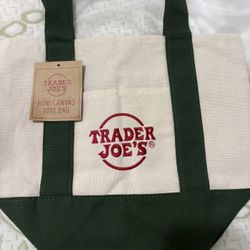 TRADER
JOE'S
MINI CANVAS
TOTE BAG
TRADER
JOE'S®